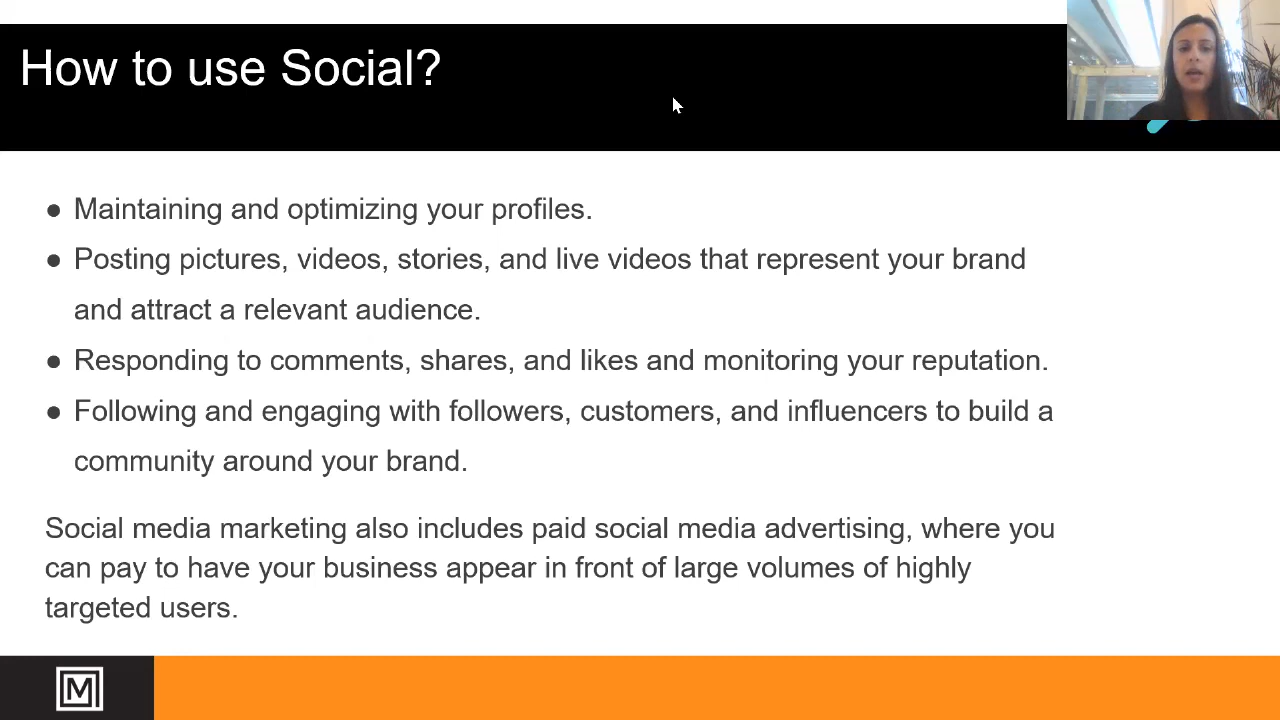 How to use Social?
● Maintaining and optimizing your profiles.
● Posting pictures, videos, stories, and live videos that represent your brand
and attract a relevant audience.
● Responding to comments, shares, and likes and monitoring your reputation.
● Following and engaging with followers, customers, and influencers to build a
community around your brand.
Social media marketing also includes paid social media advertising, where you
can pay to have your business appear in front of large volumes of highly
targeted users.
M